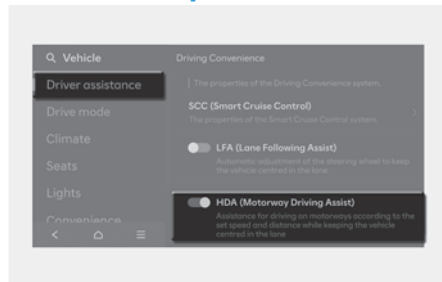 Vehicle
Driver assistance
Drive mode
Climate
Seats
Lights
Convenience
Driving Convenience
The properties of the Driving Convenience system.
SCC (Smart Cruise Control)
The properties of the Smart Cruise Control system.
LFA (Lane Following Assist)
Automatic adjustment of the steering wheel to keep
the vehicle centred in the lane
HDA (Motorway Driving Assist)
Assistance for driving on motorways according to the
set speed and distance while keeping the vehicle
centred in the lane